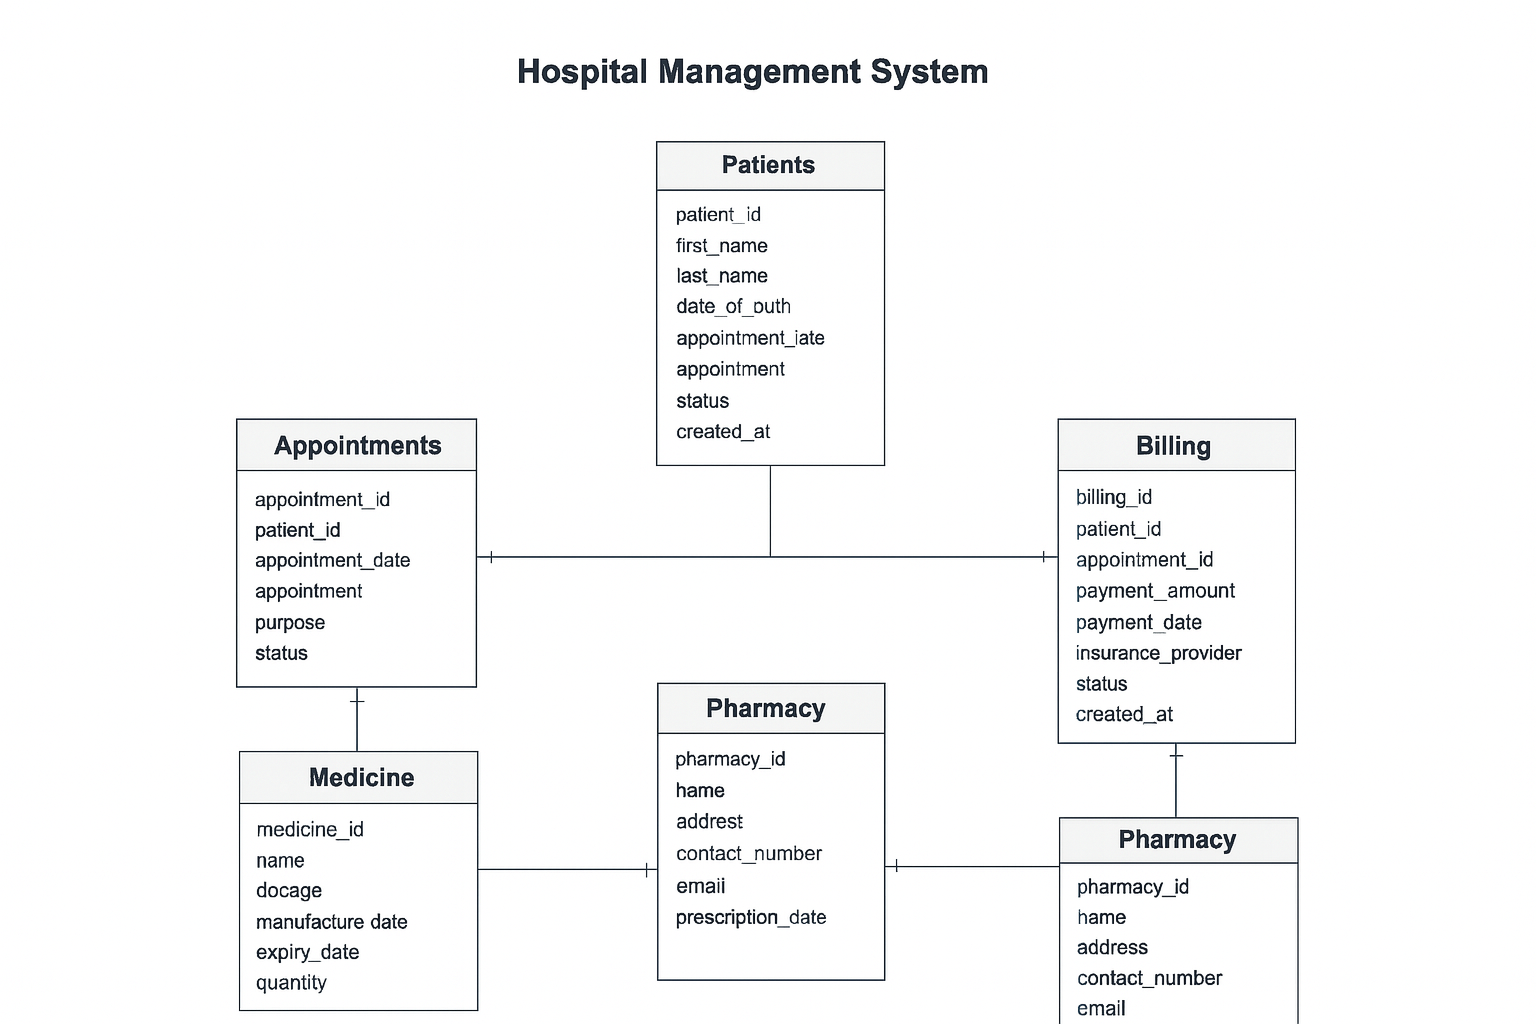 Hospital Management System
Patients
patient_id
first_name
last_name
date_of_outh
appointment_iate
appointment
status
created_at
Appointments
appointment_id
patient_id
appointment_date
appointment
purpose
status
Billing
billing_id
patient_id
appointment_id
payment_amount
payment_date
insurance_provider
status
created_at
Medicine
medicine_id
name
docage
manufacture date
expiry_date
quantity
Pharmacy
pharmacy_id
hame
addrest
contact_number
email
prescription_date
Pharmacy
pharmacy_id
hame
address
contact_number
email